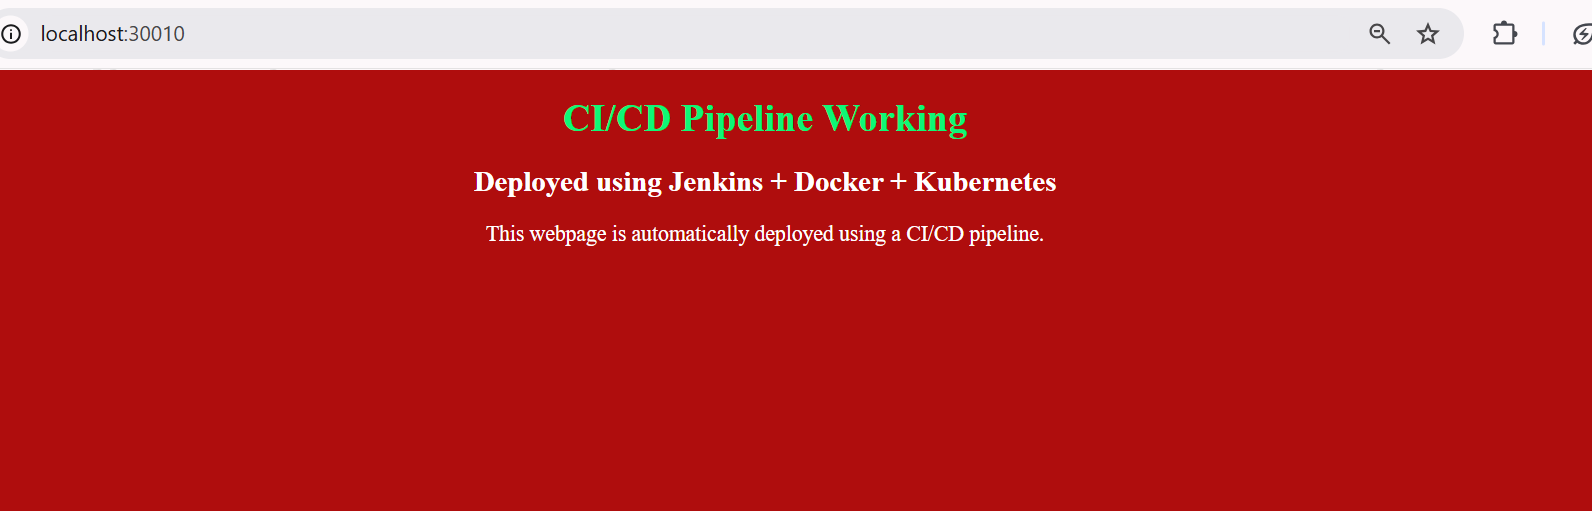 localhost:30010
CI/CD Pipeline Working
Deployed using Jenkins + Docker + Kubernetes
This webpage is automatically deployed using a CI/CD pipeline.